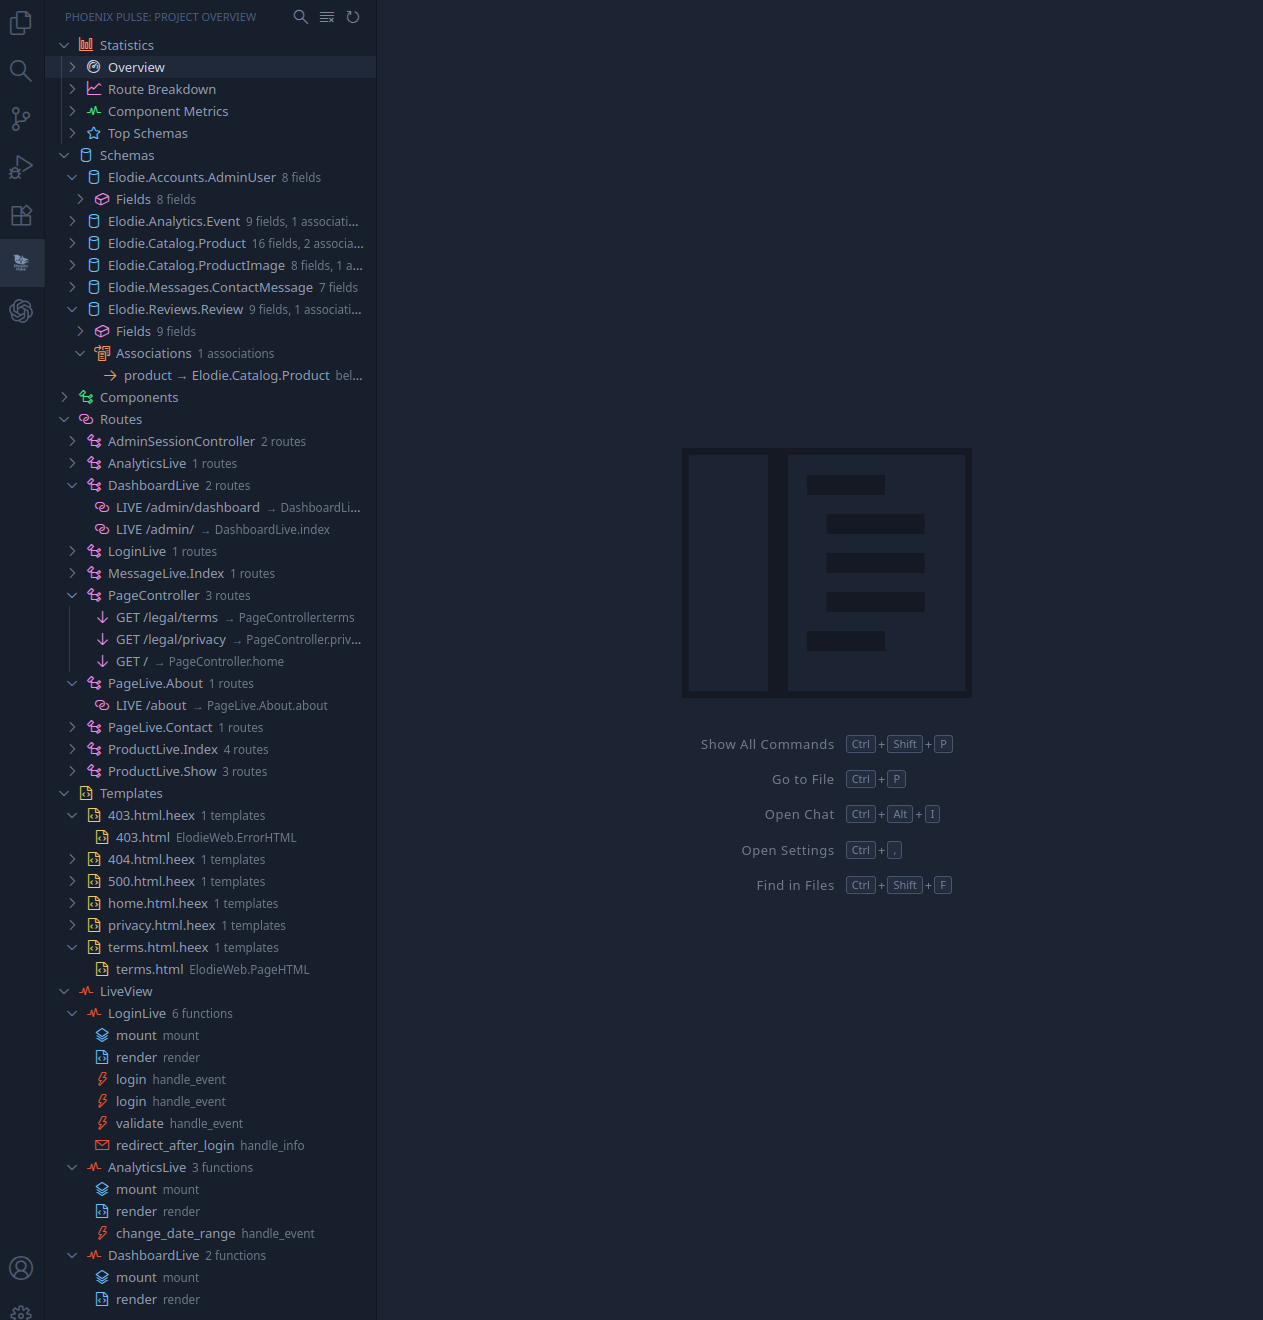 PHOENIX PULSE: PROJECT OVERVIEW
Statistics
Overview
Route Breakdown
Component Metrics
Top Schemas
Schemas
Elodie.Accounts.AdminUser 8 fields
Fields 8 fields
Elodie.Analytics.Event 9 fields, 1 associati...
Elodie.Catalog.Product 16 fields, 2 associa...
Elodie.Catalog.ProductImage 8 fields, 1 a...
Elodie.Messages.ContactMessage 7 fields
Elodie.Reviews.Review 9 fields, 1 associati...
Fields 9 fields
Associations 1 associations
product → Elodie.Catalog.Product bel...
Components
Routes
AdminSessionController 2 routes
AnalyticsLive 1 routes
DashboardLive 2 routes
LIVE /admin/dashboard → DashboardLi...
LIVE /admin/ → DashboardLive.index
LoginLive 1 routes
MessageLive.Index 1 routes
PageController 3 routes
GET /legal/terms → PageController.terms
GET /legal/privacy → PageController.priv...
GET / → PageController.home
PageLive.About 1 routes
LIVE /about → PageLive.About.about
PageLive.Contact 1 routes
ProductLive.Index 4 routes
ProductLive.Show 3 routes
Templates
403.html.heex 1 templates
403.html ElodieWeb.ErrorHTML
404.html.heex 1 templates
500.html.heex 1 templates
home.html.heex 1 templates
privacy.html.heex 1 templates
terms.html.heex 1 templates
terms.html ElodieWeb.PageHTML
LiveView
LoginLive 6 functions
mount mount
render render
login handle_event
login handle_event
validate handle_event
redirect_after_login handle_info
AnalyticsLive 3 functions
mount mount
render render
change_date_range handle_event
DashboardLive 2 functions
mount mount
render render
Show All Commands Ctrl + Shift + P
Go to File Ctrl + P
Open Chat Ctrl + Alt + I
Open Settings Ctrl + ,
Find in Files Ctrl + Shift + F